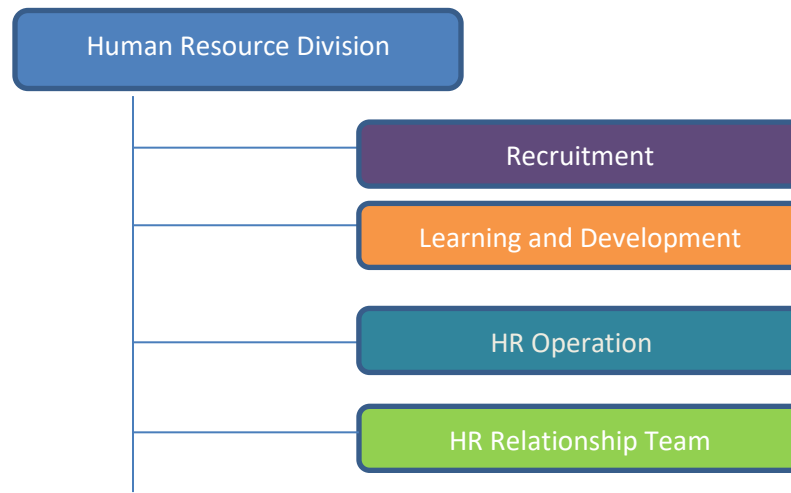 Human Resource Division
Recruitment
Learning and Development
HR Operation
HR Relationship Team